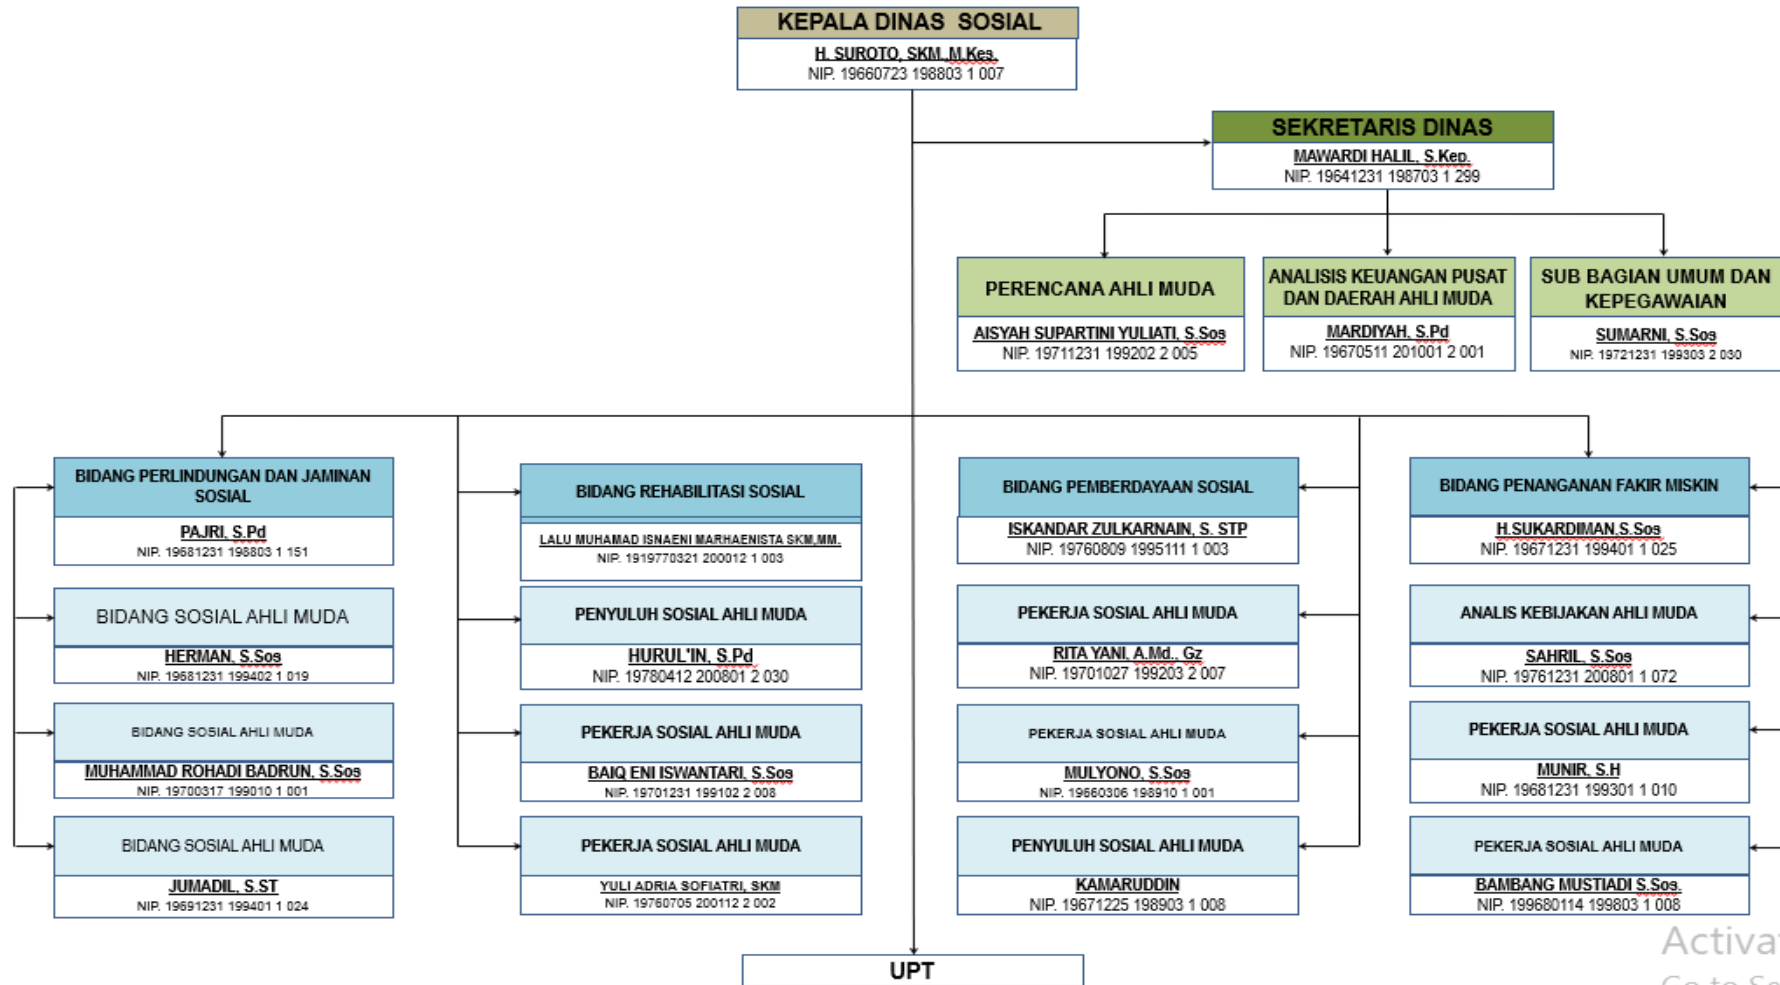 KEPALA DINAS SOSIAL
H. SUROTO, SKM.,M.Kes.
NIP. 19660723 198803 1 007
SEKRETARIS DINAS
MAWARDI HALIL, S.Kep.
NIP. 19641231 198703 1 299
PERENCANA AHLI MUDA
AISYAH SUPARTINI YULIATI, S.Sos
NIP. 19711231 199202 2 005
ANALISIS KEUANGAN PUSAT
DAN DAERAH AHLI MUDA
MARDIYAH, S.Pd
NIP. 19670511 201001 2 001
SUB BAGIAN UMUM DAN
KEPEGAWAIAN
SUMARNI, S.Sos
NIP. 19721231 199303 2 030
BIDANG PERLINDUNGAN DAN JAMINAN
SOSIAL
PAJRI, S.Pd
NIP. 19681231 198803 1 151
BIDANG SOSIAL AHLI MUDA
HERMAN, S.Sos
NIP. 19681231 199402 1 019
BIDANG SOSIAL AHLI MUDA
MUHAMMAD ROHADI BADRUN, S.Sos
NIP. 19700317 199010 1 001
BIDANG SOSIAL AHLI MUDA
JUMADIL, S.ST
NIP. 19691231 199401 1 024
BIDANG REHABILITASI SOSIAL
LALU MUHAMAD ISNAENI MARHAENISTA SKM,MM.
NIP. 1919770321 200012 1 003
PENYULUH SOSIAL AHLI MUDA
HURUL'IN, S.Pd
NIP. 19780412 200801 2 030
PEKERJA SOSIAL AHLI MUDA
BAIQ ENI ISWANTARI, S.Sos
NIP. 19701231 199102 2 008
PEKERJA SOSIAL AHLI MUDA
YULI ADRIA SOFIATRI, SKM
NIP. 19760705 200112 2 002
BIDANG PEMBERDAYAAN SOSIAL
ISKANDAR ZULKARNAIN, S. STP
NIP. 19760809 1995111 1 003
PEKERJA SOSIAL AHLI MUDA
RITA YANI, A.Md., Gz
NIP. 19701027 199203 2 007
PEKERJA SOSIAL AHLI MUDA
MULYONO, S.Sos
NIP. 19660306 198910 1 001
PENYULUH SOSIAL AHLI MUDA
KAMARUDDIN
NIP. 19671225 198903 1 008
BIDANG PENANGANAN FAKIR MISKIN
H.SUKARDIMAN,S.Sos
NIP. 19671231 199401 1 025
ANALIS KEBIJAKAN AHLI MUDA
SAHRIL, S.Sos
NIP. 19761231 200801 1 072
PEKERJA SOSIAL AHLI MUDA
MUNIR, S.H
NIP. 19681231 199301 1 010
PEKERJA SOSIAL AHLI MUDA
BAMBANG MUSTIADI S.Sos.
NIP. 199680114 199803 1 008
UPT
Activa